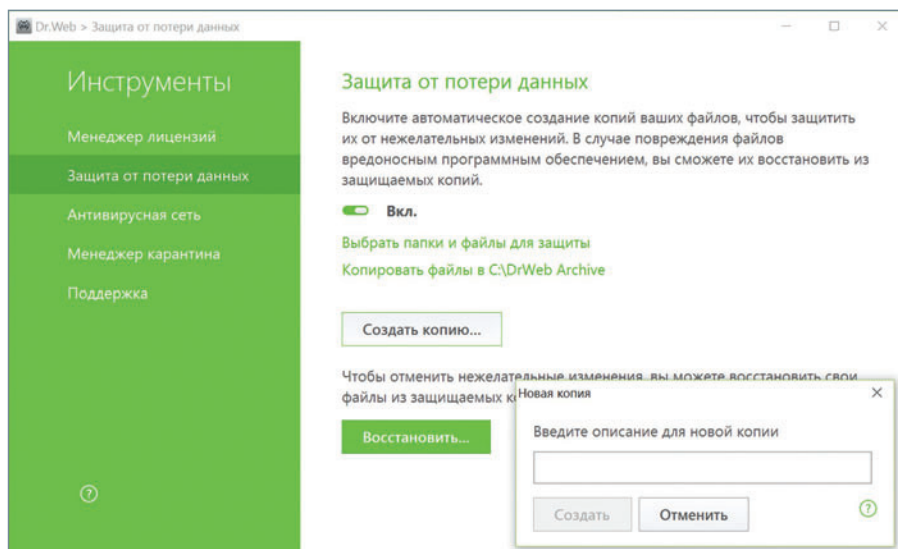 Dr.Web > Защита от потери данных
Инструменты
Менеджер лицензий
Защита от потери данных
Антивирусная сеть
Менеджер карантина
Поддержка
?
Защита от потери данных
Включите автоматическое создание копий ваших файлов, чтобы защитить
их от нежелательных изменений. В случае повреждения файлов
вредоносным программным обеспечением, вы сможете их восстановить из
защищаемых копий.
Вкл.
Выбрать папки и файлы для защиты
Копировать файлы в C:\DrWeb Archive
Создать копию...
Чтобы отменить нежелательные изменения, вы можете восстановить свои
файлы из защищаемых
Восстановить...
Новая копия
Введите описание для новой копии
Создать
Отменить
?